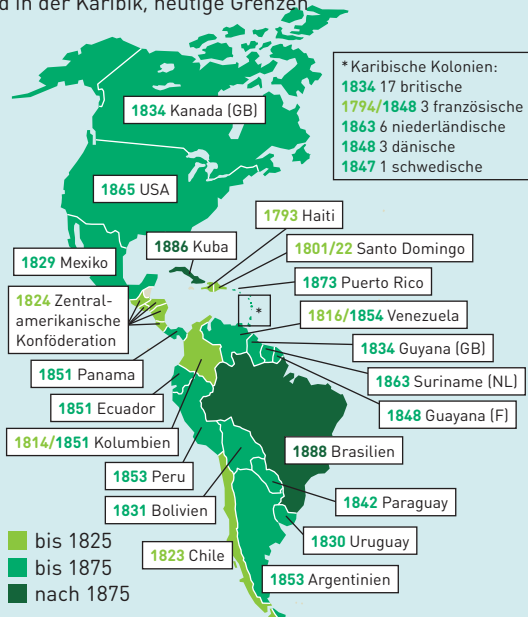 d in der Karibik, heutige Grenzen
* Karibische Kolonien:
1834 17 britische
1794/1848 3 französische
1863 6 niederländische
1848 3 dänische
1847 1 schwedische
1834 Kanada (GB)
1865 USA
1793 Haiti
1886 Kuba
1801/22 Santo Domingo
1829 Mexiko
1873 Puerto Rico
1824 Zentral-
amerikanische
Konföderation
*
1816/1854 Venezuela
1834 Guyana (GB)
1851 Panama
1863 Suriname (NL)
1851 Ecuador
1848 Guayana (F)
1814/1851 Kolumbien
1888 Brasilien
1853 Peru
1842 Paraguay
1831 Bolivien
1830 Uruguay
1823 Chile
1853 Argentinien
bis 1825
bis 1875
nach 1875